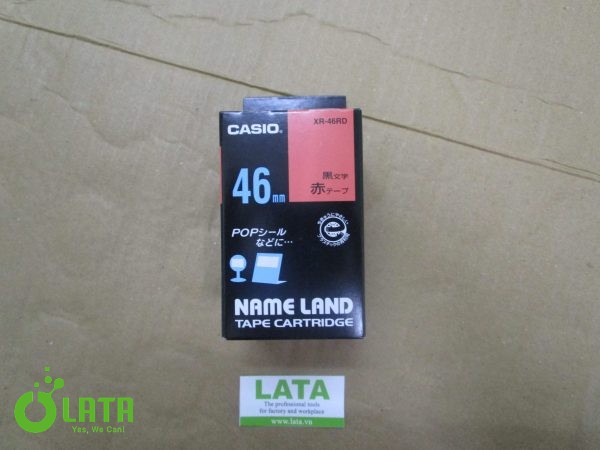 XR-46RD
CASIO®
黒文字
赤テープ
46mm
POPシール
などに…
NAME LAND
TAPE CARTRIDGE
LATA
Yes, We Can!
LATA
The professional tools
for factory and workplace
www.lata.vn